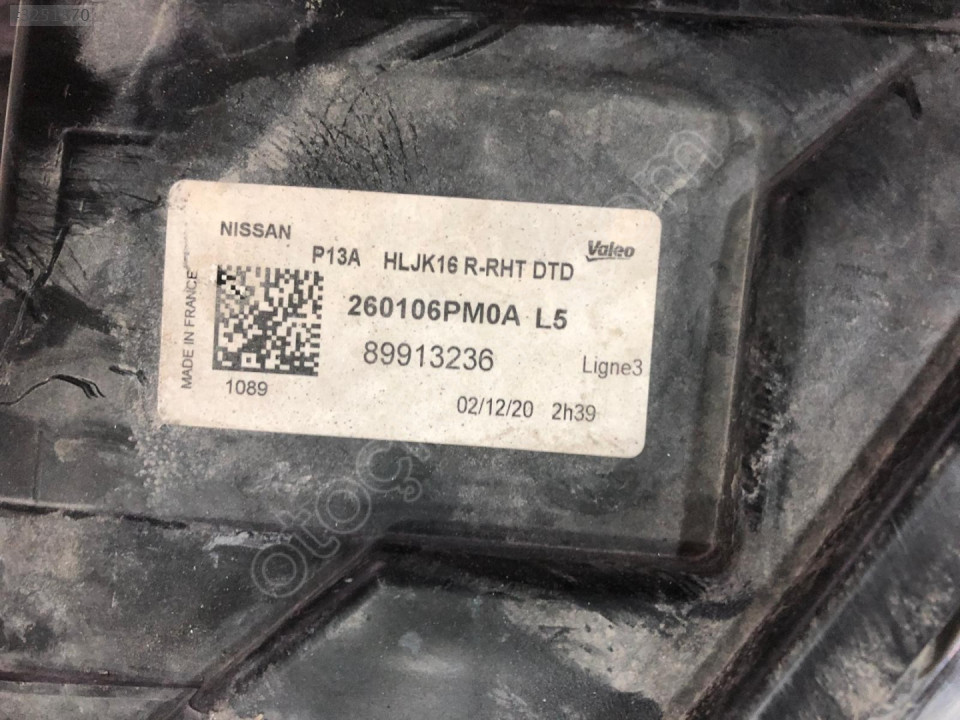 NISSAN
Valeo
P13A HLJK16 R-RHT DTD
260106PM0A L5
89913236
Ligne3
MADE IN FRANCE
1089
02/12/20 2h39